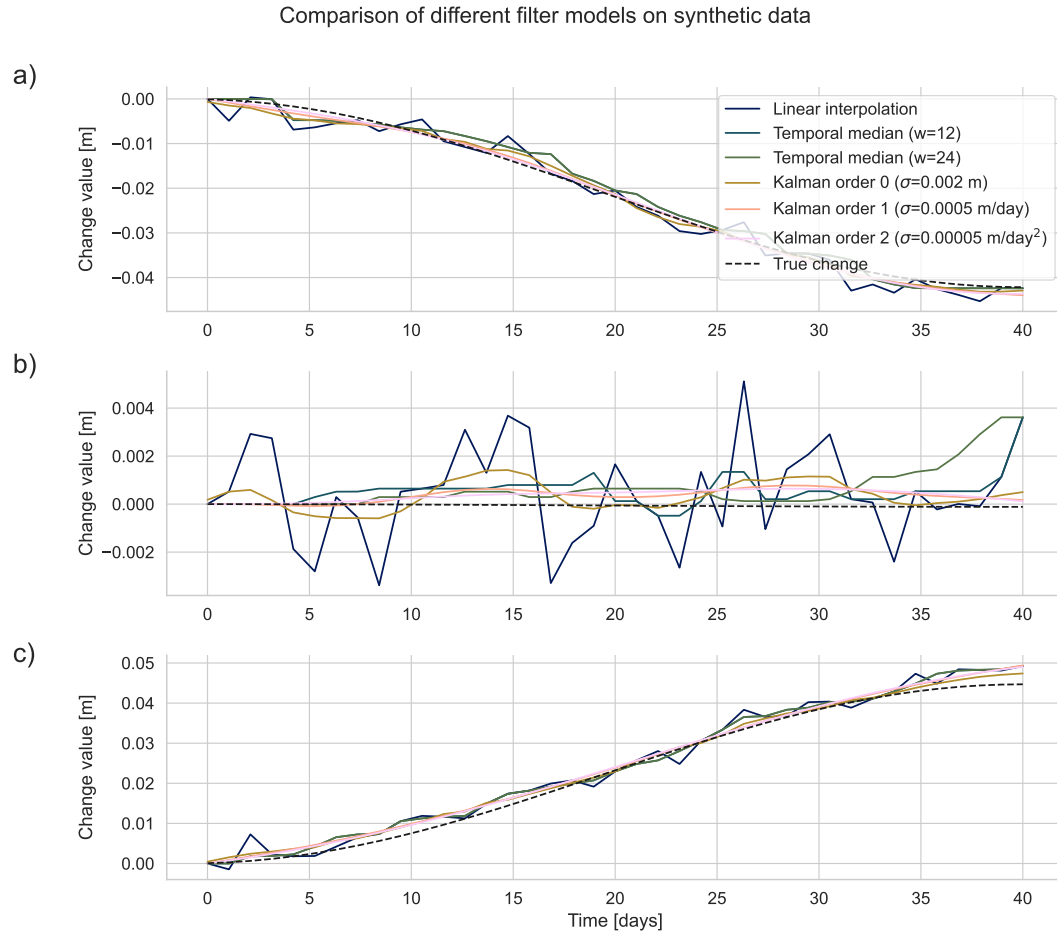 Comparison of different filter models on synthetic data
a)
Change value [m]
0.00
−0.01
−0.02
−0.03
−0.04
Linear interpolation
Temporal median (w=12)
Temporal median (w=24)
Kalman order 0 (σ=0.002 m)
Kalman order 1 (σ=0.0005 m/day)
Kalman order 2 (σ=0.00005 m/day²)
True change
0 5 10 15 20 25 30 35 40
b)
Change value [m]
0.004
0.002
0.000
−0.002
0 5 10 15 20 25 30 35 40
c)
Change value [m]
0.05
0.04
0.03
0.02
0.01
0.00
0 5 10 15 20 25 30 35 40
Time [days]